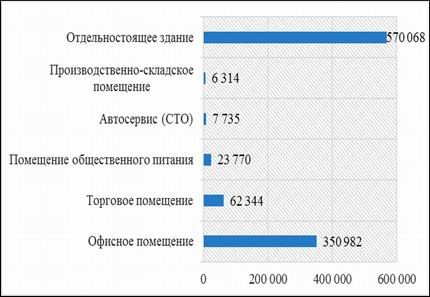 Отдельностоящее здание
570 068
Производственно-складское
помещение
6 314
Автосервис (СТО)
7 735
Помещение общественного питания
23 770
Торговое помещение
62 344
Офисное помещение
350 982
0
200 000
400 000
600 000